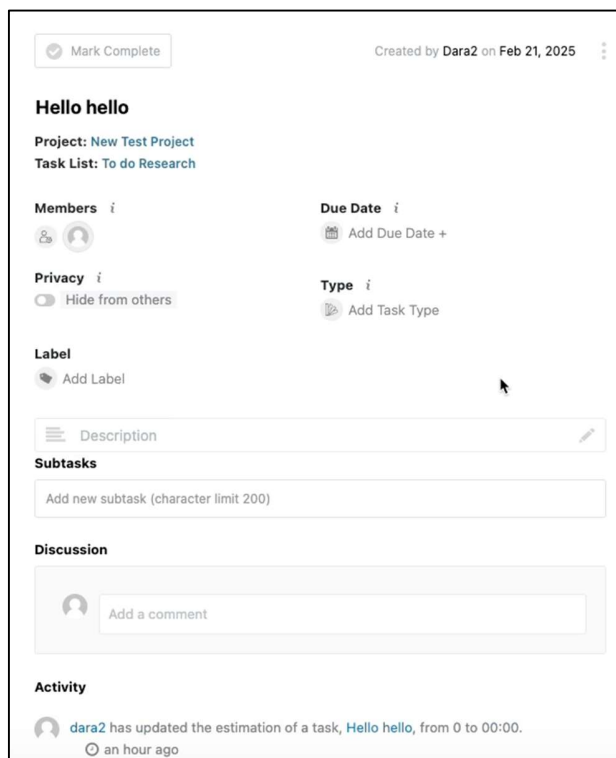 Mark Complete
Created by Dara2 on Feb 21, 2025
Hello hello
Project: New Test Project
Task List: To do Research
Members i
Due Date i
Add Due Date +
Privacy i
Hide from others
Type i
Add Task Type
Label
Add Label
Description
Subtasks
Add new subtask (character limit 200)
Discussion
Add a comment
Activity
dara2 has updated the estimation of a task, Hello hello, from 0 to 00:00.
an hour ago